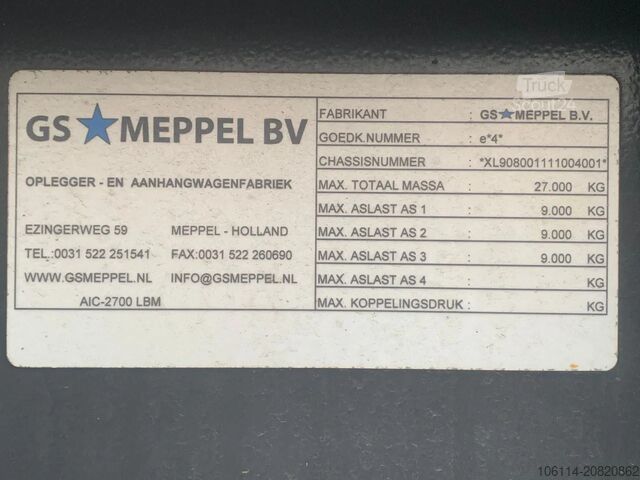 GS MEPPEL BV
OPLEGGER - EN AANHANGWAGENFABRIEK
EZINGERWEG 59 MEPPEL - HOLLAND
TEL.:0031 522 251541 FAX:0031 522 260690
WWW.GSMEPPEL.NL INFO@GSMEPPEL.NL
AIC-2700 LBM
FABRIKANT : GS★MEPPEL B.V.
GOEDK.NUMMER : e*4*
CHASSISNUMMER : *XL908001111004001*
MAX. TOTAAL MASSA : 27.000 KG
MAX. ASLAST AS 1 : 9.000 KG
MAX. ASLAST AS 2 : 9.000 KG
MAX. ASLAST AS 3 : 9.000 KG
MAX. ASLAST AS 4 : KG
MAX. KOPPELINGSDRUK : KG
Truck
Scout24
106114-20820862